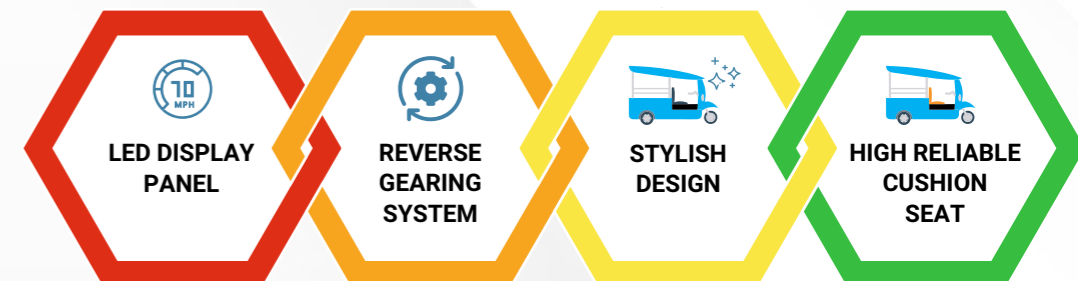 70
MPH
LED DISPLAY
PANEL
REVERSE
GEARING
SYSTEM
STYLISH
DESIGN
HIGH RELIABLE
CUSHION
SEAT